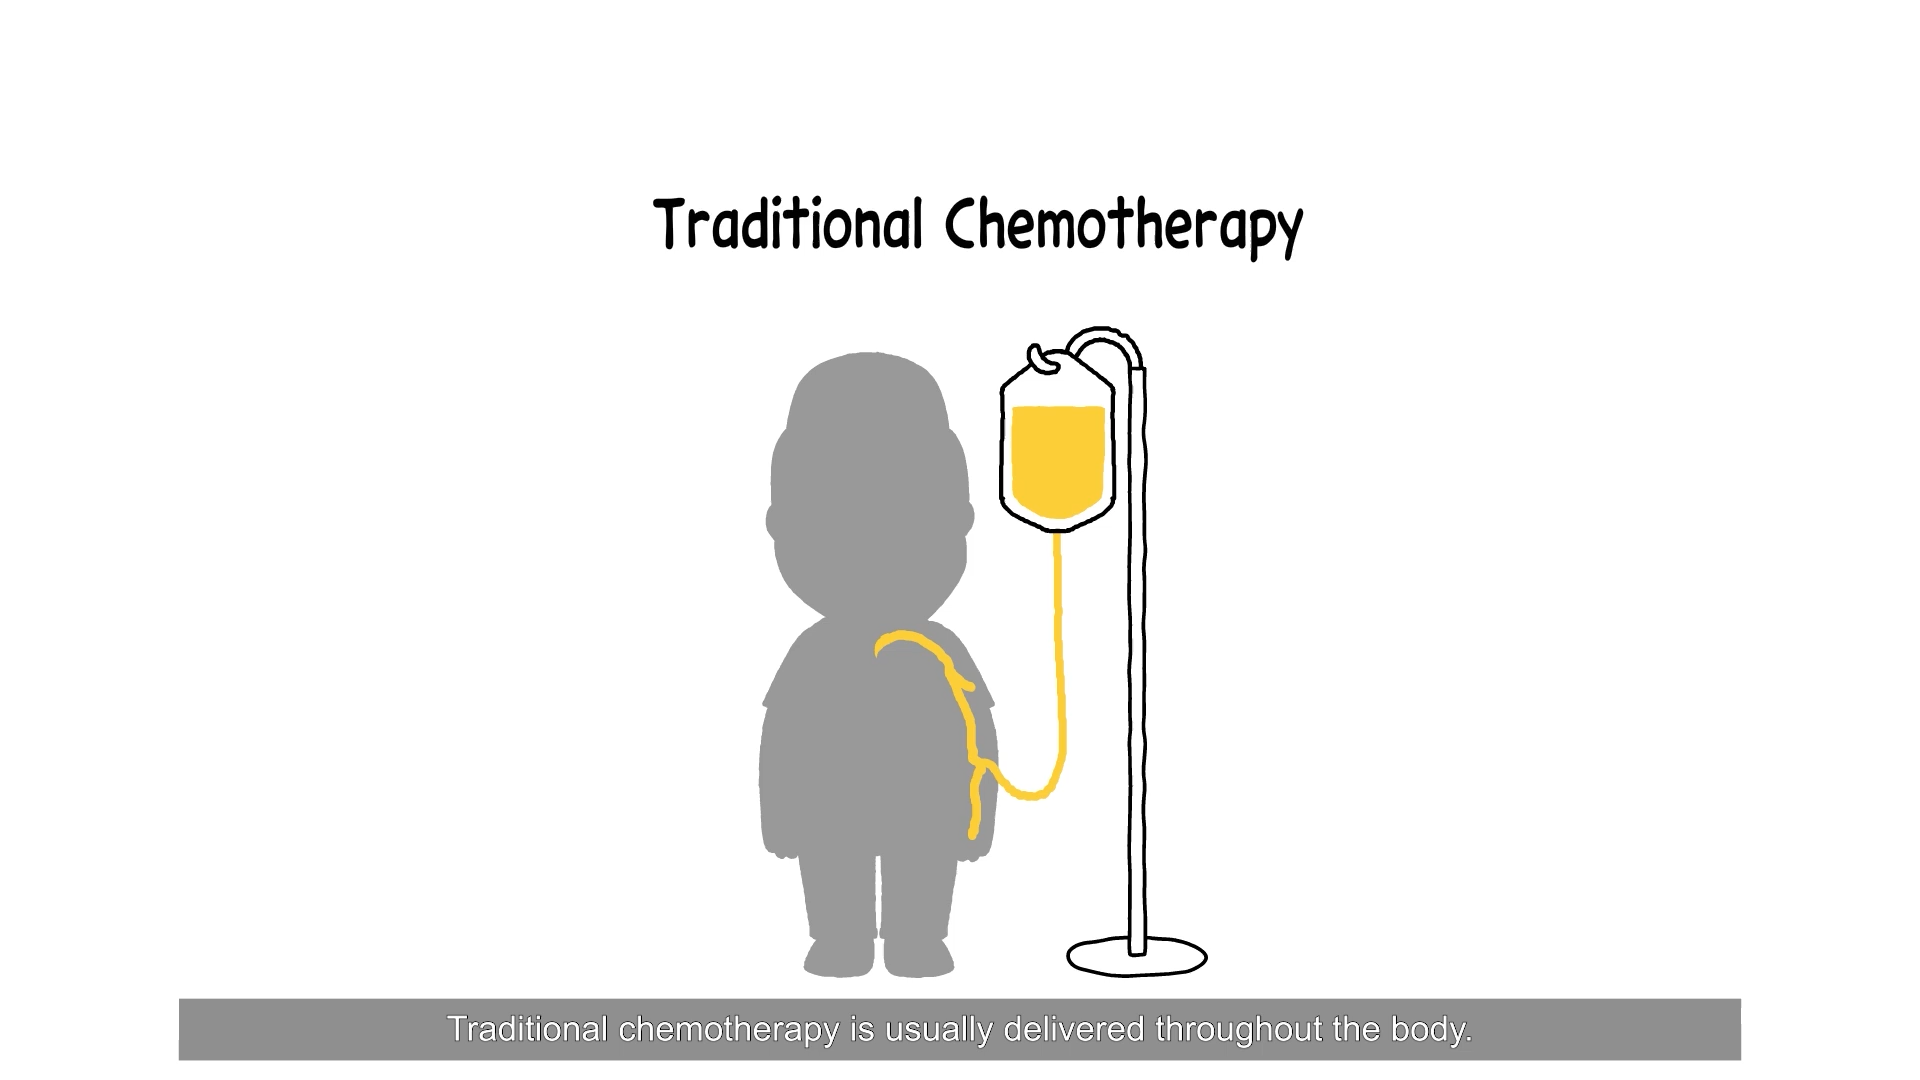 Traditional Chemotherapy
Traditional chemotherapy is usually delivered throughout the body.